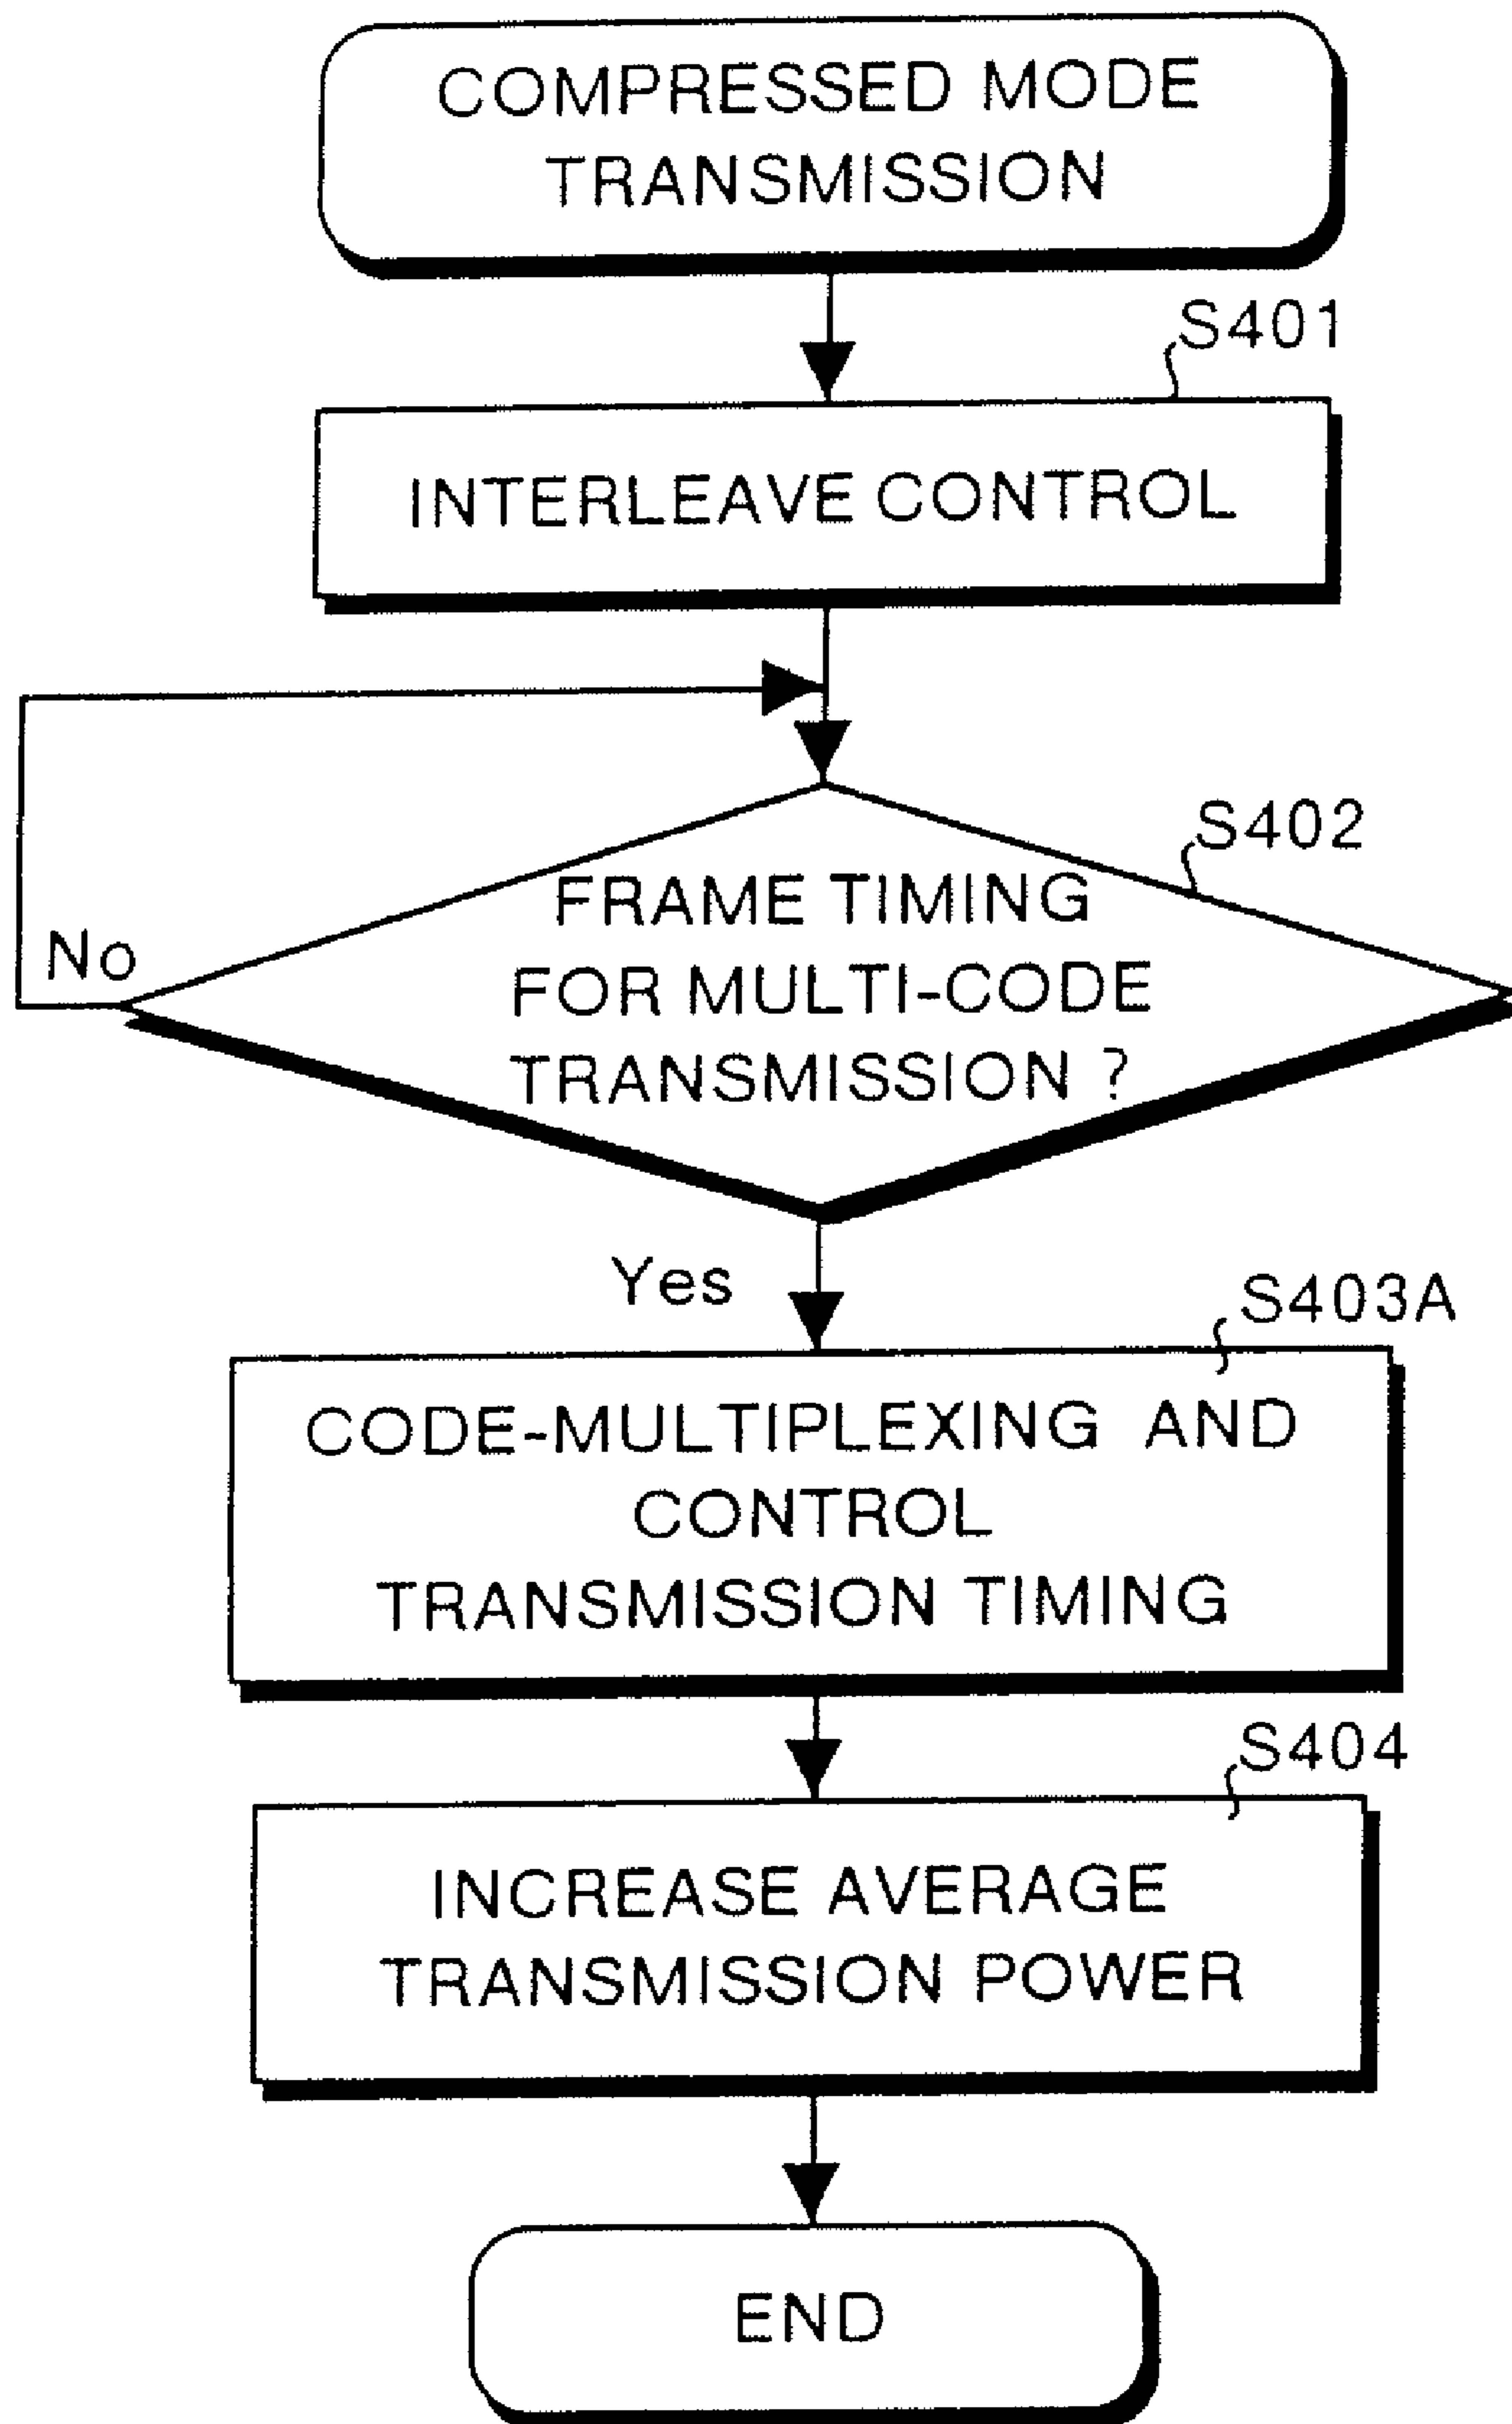 COMPRESSED MODE
TRANSMISSION
S401
INTERLEAVE CONTROL
S402
FRAME TIMING
FOR MULTI-CODE
TRANSMISSION ?
No
Yes
S403A
CODE-MULTIPLEXING AND
CONTROL
TRANSMISSION TIMING
S404
INCREASE AVERAGE
TRANSMISSION POWER
END